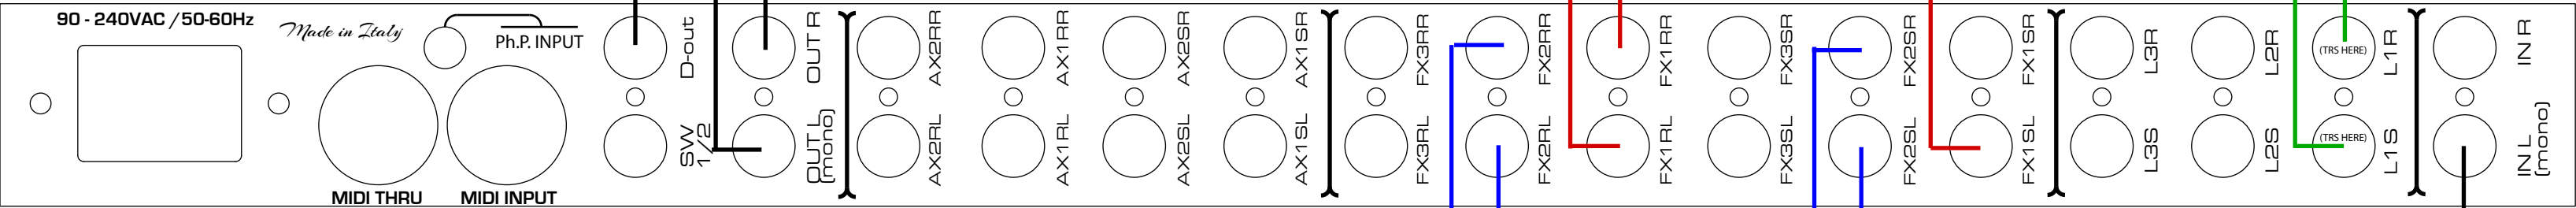 90 - 240VAC / 50-60Hz
Made in Italy
Ph.P. INPUT
MIDI THRU
MIDI INPUT
D-out
SW 1/2
OUT R
OUT L (mono)
AX2RR
AX2RL
AX1RR
AX1RL
AX2SR
AX2SL
AX1SR
AX1SL
FX3RR
FX3RL
FX2RR
FX2RL
FX1RR
FX1RL
FX3SR
FX3SL
FX2SR
FX2SL
FX1SR
FX1SL
L3R
L3S
L2R
L2S
(TRS HERE)
(TRS HERE)
L1R
L1S
IN R
IN L (mono)